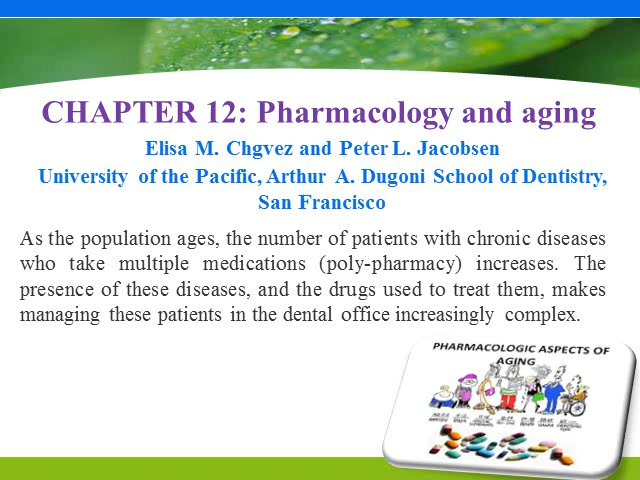 CHAPTER 12: Pharmacology and aging
Elisa M. Chgvez and Peter L. Jacobsen
University of the Pacific, Arthur A. Dugoni School of Dentistry,
San Francisco
As the population ages, the number of patients with chronic diseases
who take multiple medications (poly-pharmacy) increases. The
presence of these diseases, and the drugs used to treat them, makes
managing these patients in the dental office increasingly complex.
PHARMACOLOGIC ASPECTS OF
AGING